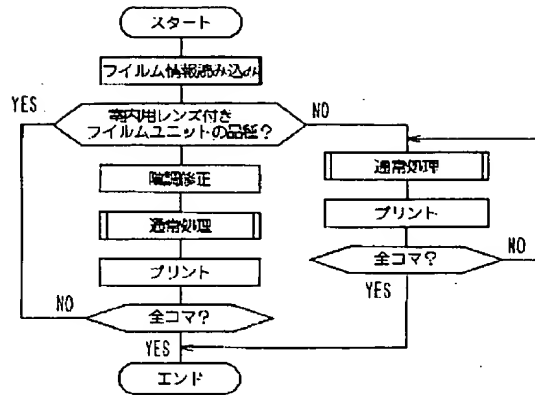 スタート
フイルム情報読み込み
YES
室内用レンズ付き
フイルムユニットの品種?
NO
階調修正
通常処理
プリント
NO
全コマ?
YES
通常処理
プリント
全コマ?
NO
YES
エンド